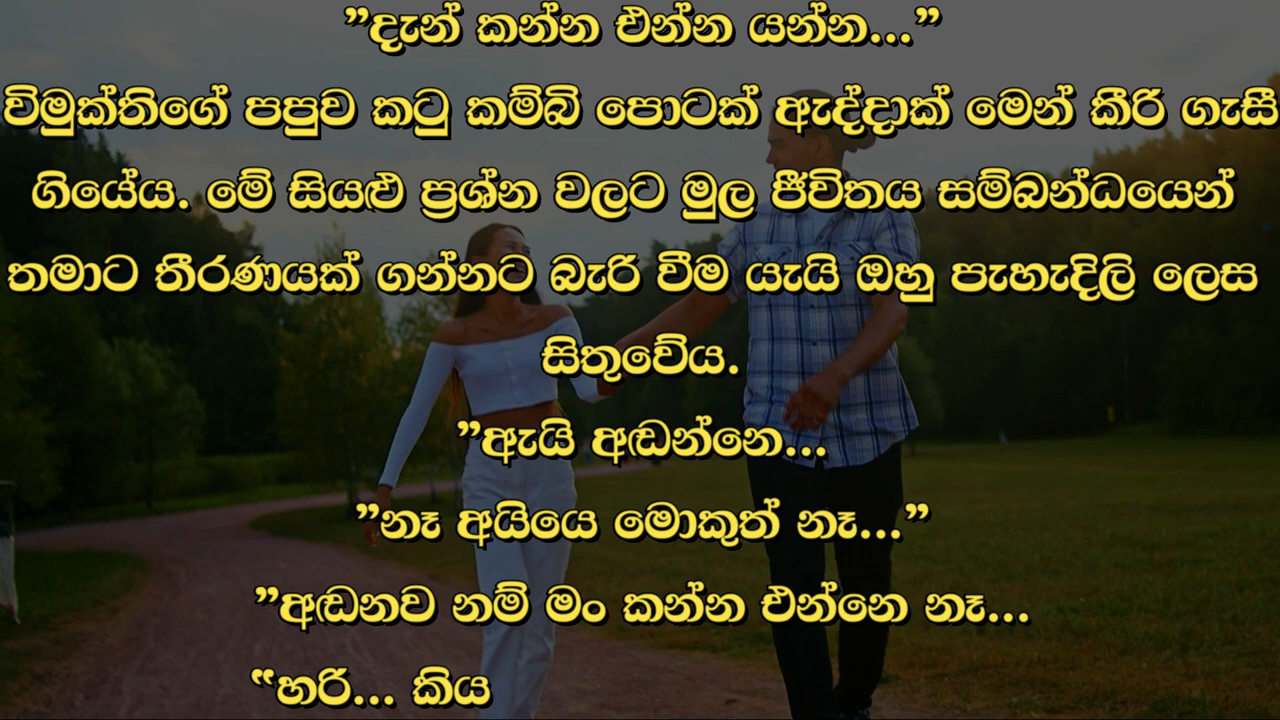 ”දැන් කන්න එන්න යන්න...”
විමුක්තිගේ පපුව කටු කම්බි පොටක් ඇද්දාක් මෙන් කීරි ගැසී
ගියේය. මේ සියළු ප්‍රශ්න වලට මුල ජීවිතය සම්බන්ධයෙන්
තමාට තීරණයක් ගන්නට බැරි වීම යැයි ඔහු පැහැදිලි ලෙස
සිතුවේය.
”ඇයි අඬන්නෙ...
”නෑ අයියෙ මොකුත් නෑ...”
”අඬනව නම් මං කන්න එන්නෙ නෑ...
“හරි... කිය